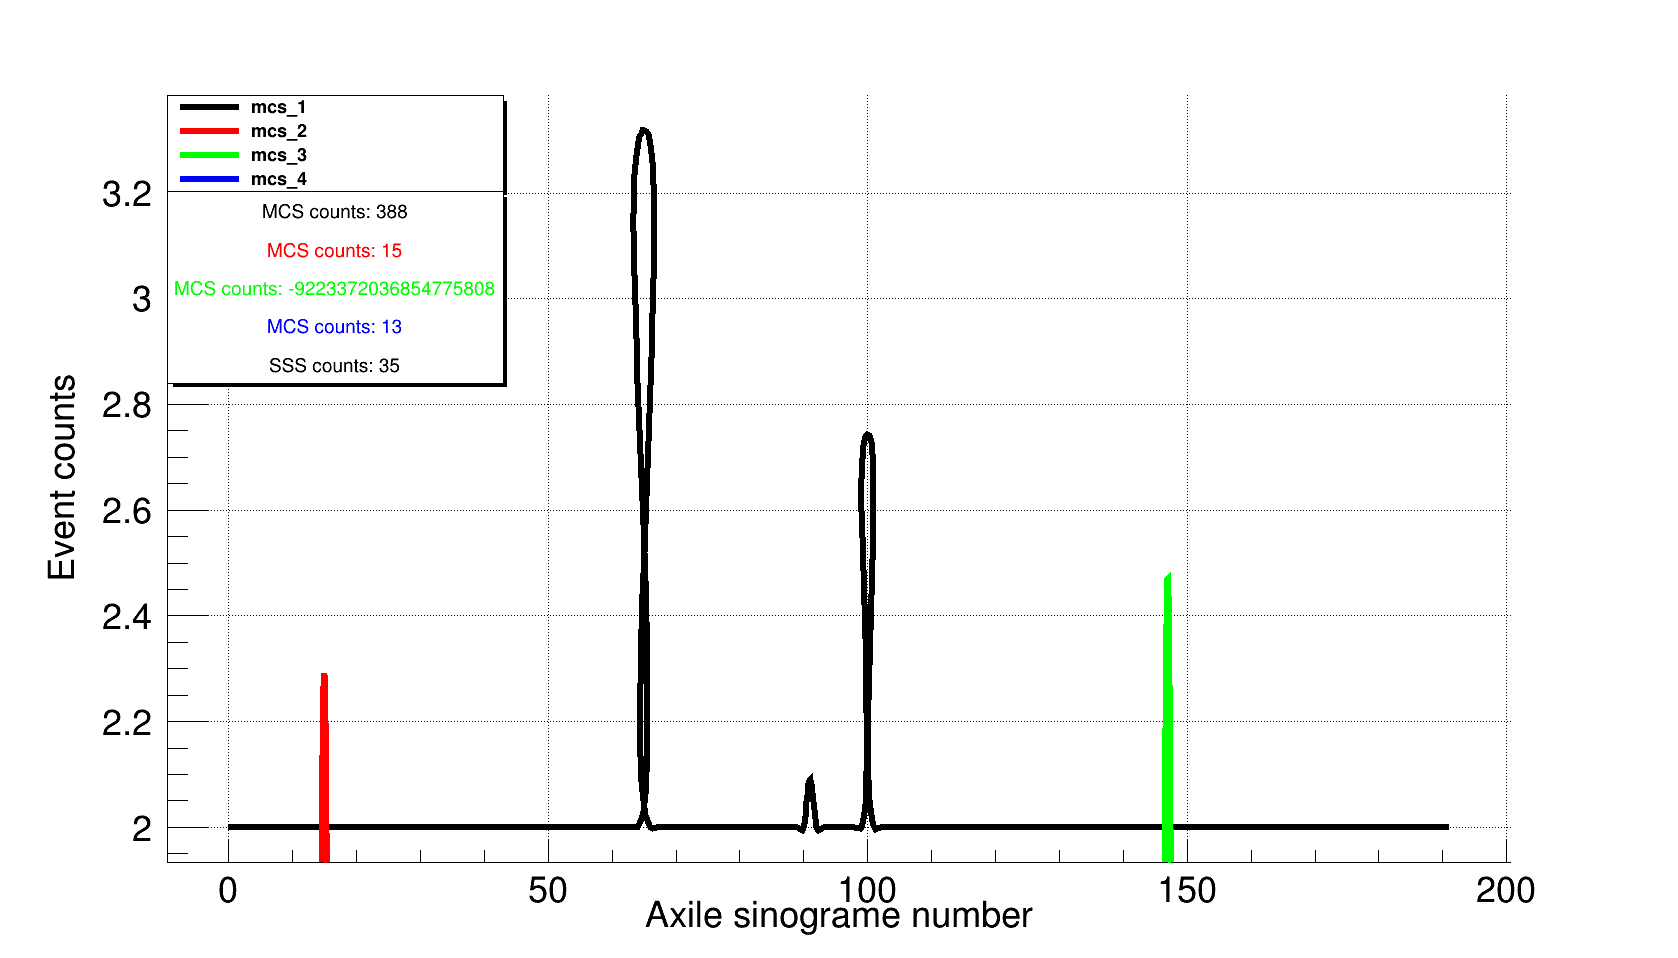 mcs_1
mcs_2
mcs_3
mcs_4
MCS counts: 388
MCS counts: 15
MCS counts: -9223372036854775808
MCS counts: 13
SSS counts: 35
3.2
3
2.8
2.6
2.4
2.2
2
Event counts
0 50 100 150 200
Axile sinograme number